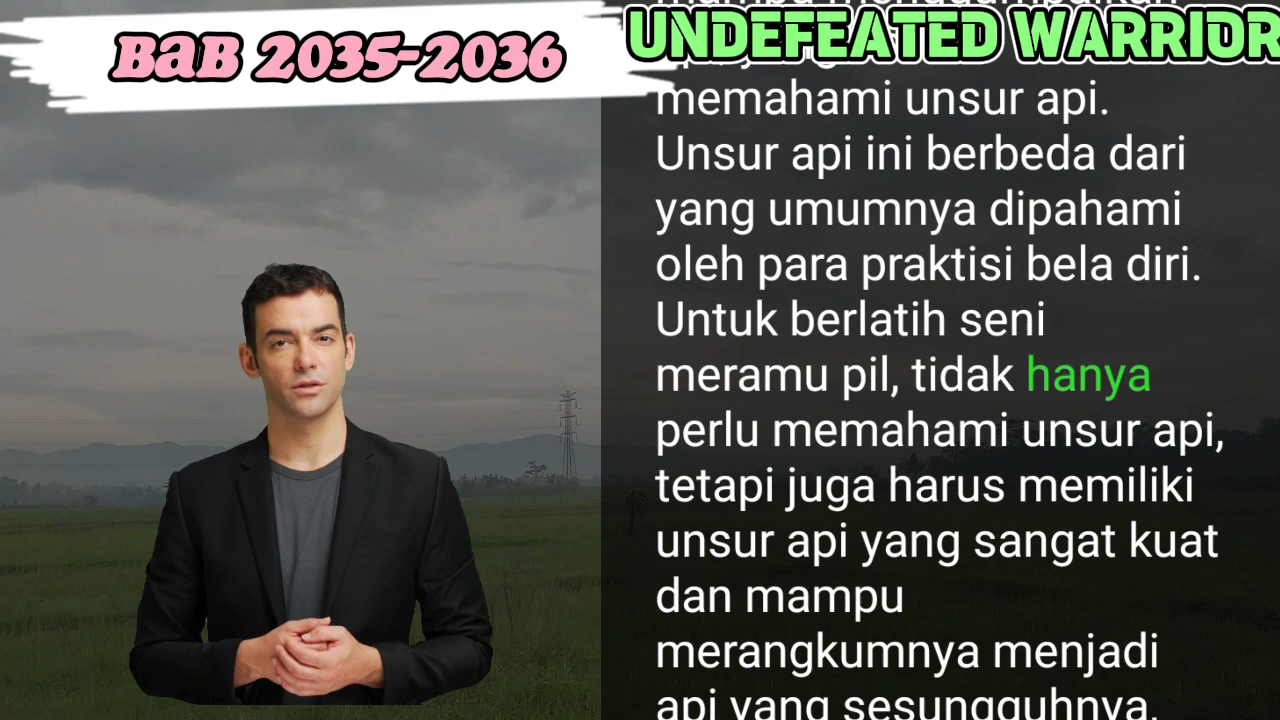 BAB 2035-2036
UNDEFEATED WARRIOR
memahami unsur api.
Unsur api ini berbeda dari
yang umumnya dipahami
oleh para praktisi bela diri.
Untuk berlatih seni
meramu pil, tidak hanya
perlu memahami unsur api,
tetapi juga harus memiliki
unsur api yang sangat kuat
dan mampu
merangkumnya menjadi
api yang sesungguhnya.